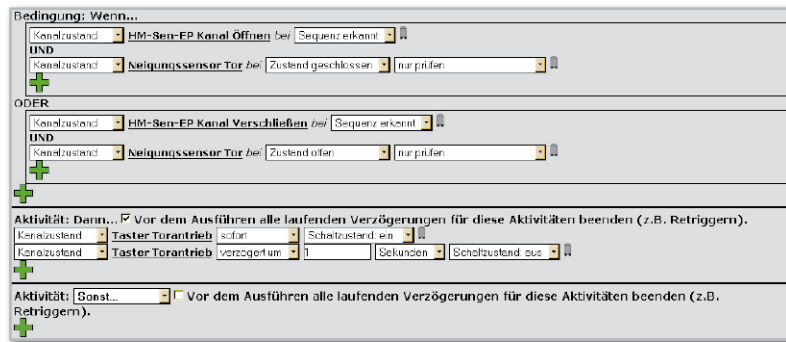 Bedingung: Wenn...
Kanalzustand HM-Sen-EP Kanal Öffnen bei Sequenz erkannt
UND
Kanalzustand Neigungssensor Tor bei Zustand geschlossen nur prüfen
ODER
Kanalzustand HM-Sen-EP Kanal Verschließen bei Sequenz erkannt
UND
Kanalzustand Neigungssensor Tor bei Zustand offen nur prüfen
Aktivität: Dann... Vor dem Ausführen alle laufenden Verzögerungen für diese Aktivitäten beenden (z.B. Retriggern).
Kanalzustand Taster Torantrieb sofort Schaltzustand: ein
Kanalzustand Taster Torantrieb verzögert um 1 Sekunden Schaltzustand: aus
Aktivität: Sonst... Vor dem Ausführen alle laufenden Verzögerungen für diese Aktivitäten beenden (z.B.
Retriggern).